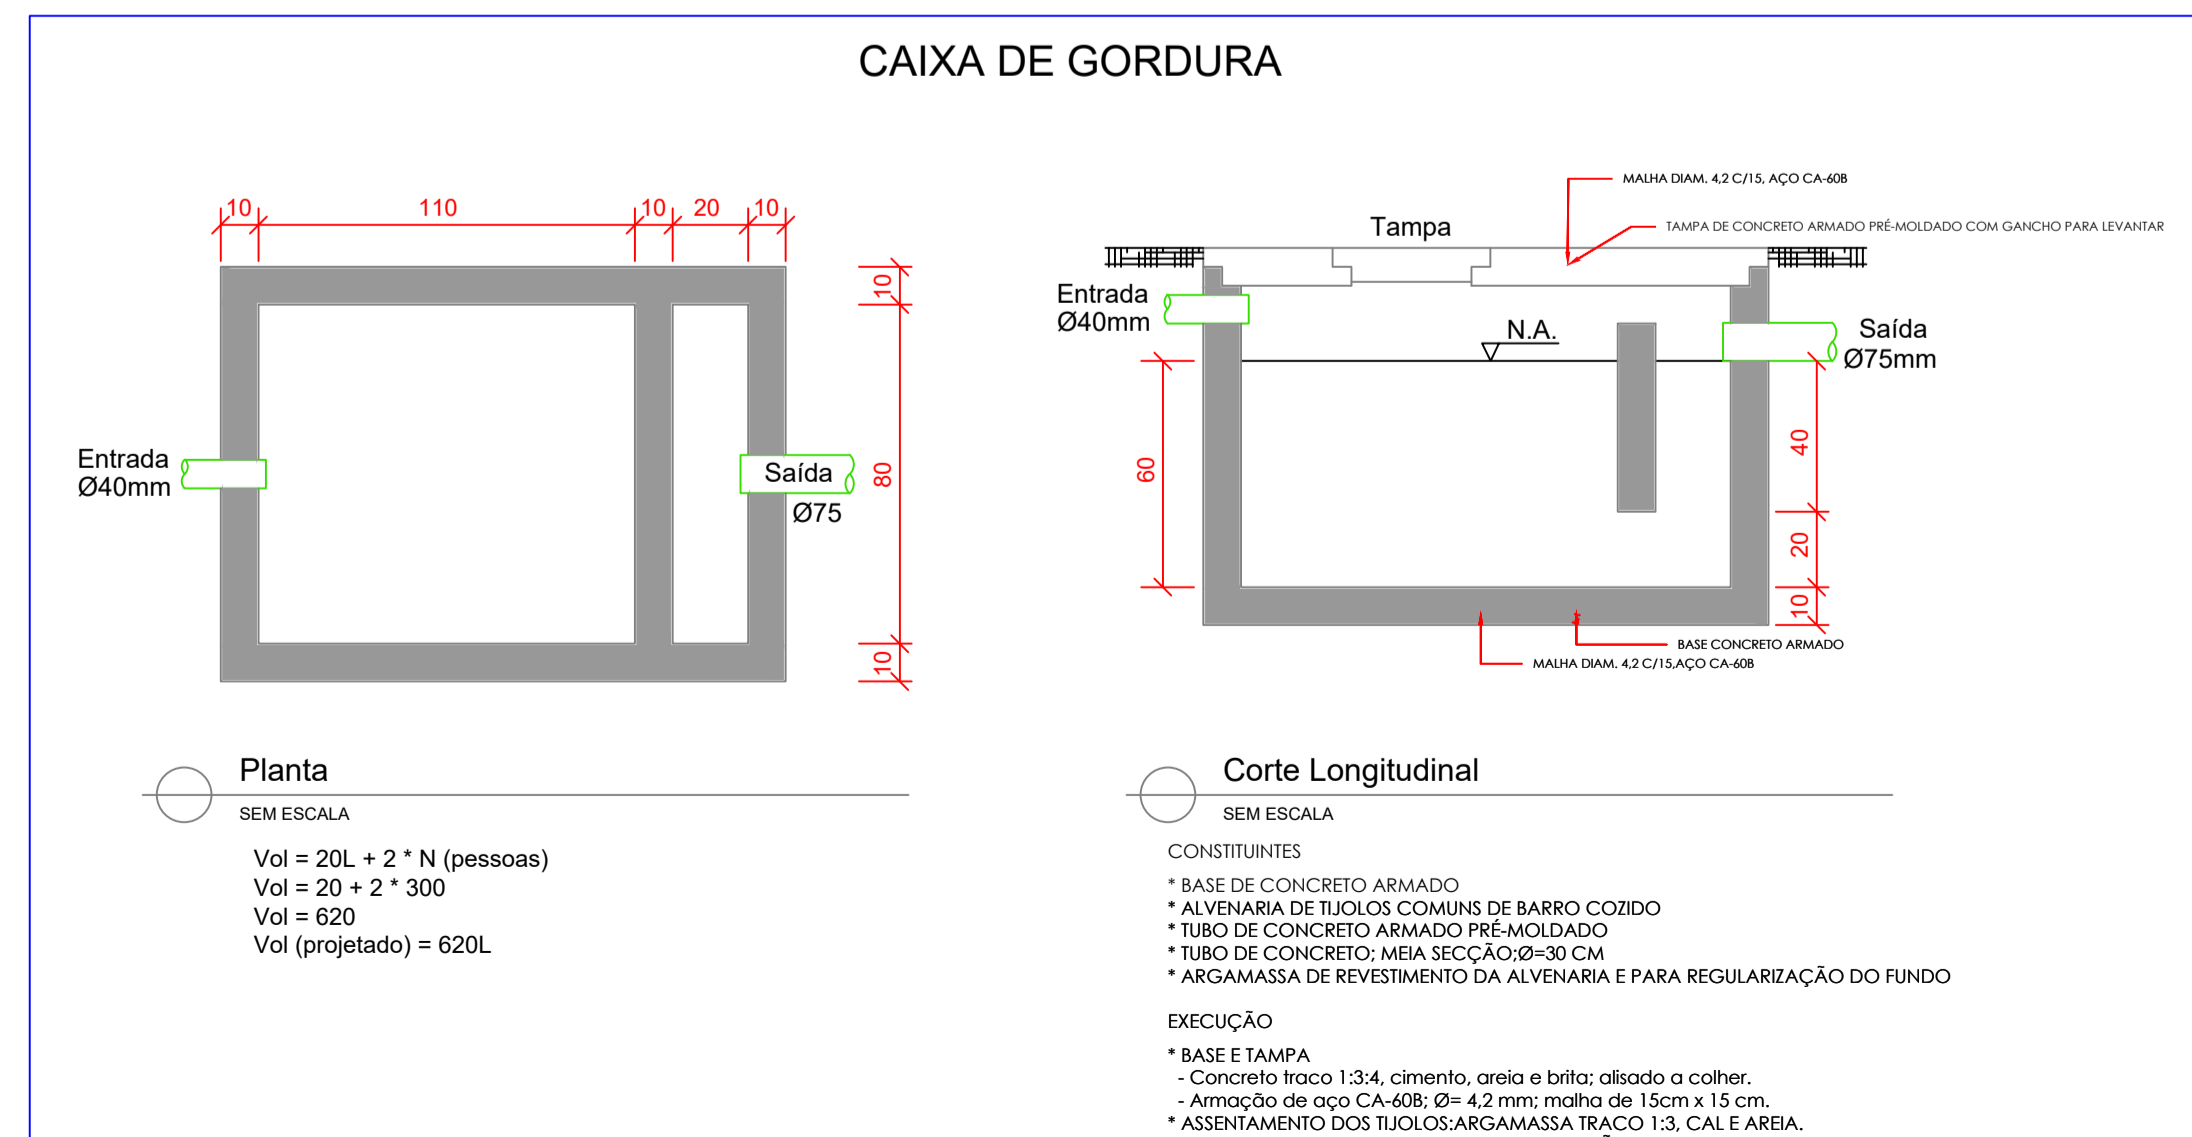 CAIXA DE GORDURA
10 110 10 20 10
10
80
10
Entrada
Ø40mm
Saída
Ø75
Planta
SEM ESCALA
Vol = 20L + 2 * N (pessoas)
Vol = 20 + 2 * 300
Vol = 620
Vol (projetado) = 620L
MALHA DIAM. 4,2 C/15, AÇO CA-60B
TAMPA DE CONCRETO ARMADO PRÉ-MOLDADO COM GANCHO PARA LEVANTAR
Tampa
Entrada
Ø40mm
N.A.
Saída
Ø75mm
60
40
20
10
BASE CONCRETO ARMADO
MALHA DIAM. 4,2 C/15,AÇO CA-60B
Corte Longitudinal
SEM ESCALA
CONSTITUINTES
* BASE DE CONCRETO ARMADO
* ALVENARIA DE TIJOLOS COMUNS DE BARRO COZIDO
* TUBO DE CONCRETO ARMADO PRÉ-MOLDADO
* TUBO DE CONCRETO; MEIA SECÇÃO;Ø=30 CM
* ARGAMASSA DE REVESTIMENTO DA ALVENARIA E PARA REGULARIZAÇÃO DO FUNDO
EXECUÇÃO
* BASE E TAMPA
- Concreto traco 1:3:4, cimento, areia e brita; alisado a colher.
- Armação de aço CA-60B; Ø= 4,2 mm; malha de 15cm x 15 cm.
* ASSENTAMENTO DOS TIJOLOS:ARGAMASSA TRACO 1:3, CAL E AREIA.